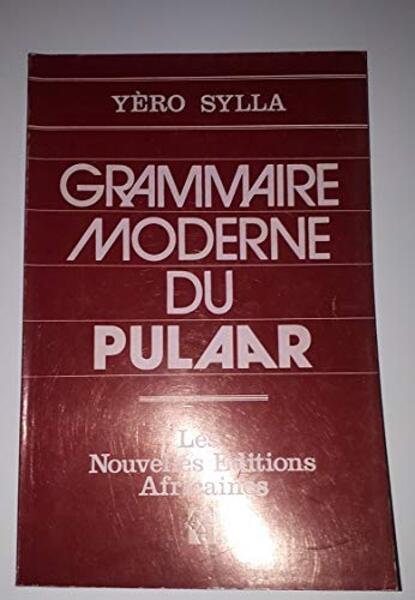 YÈRO SYLLA
GRAMMAIRE
MODERNE
DU
PULAAR
Les
Nouvelles Editions
Africaines